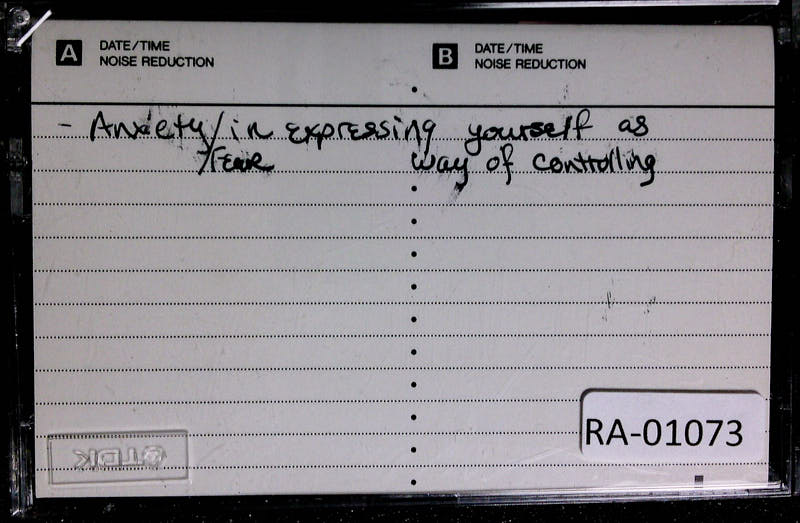 A DATE/TIME
NOISE REDUCTION
B DATE/TIME
NOISE REDUCTION
- Anxiety/in expressing yourself as
/Fear way of controlling
RA-01073
TDK